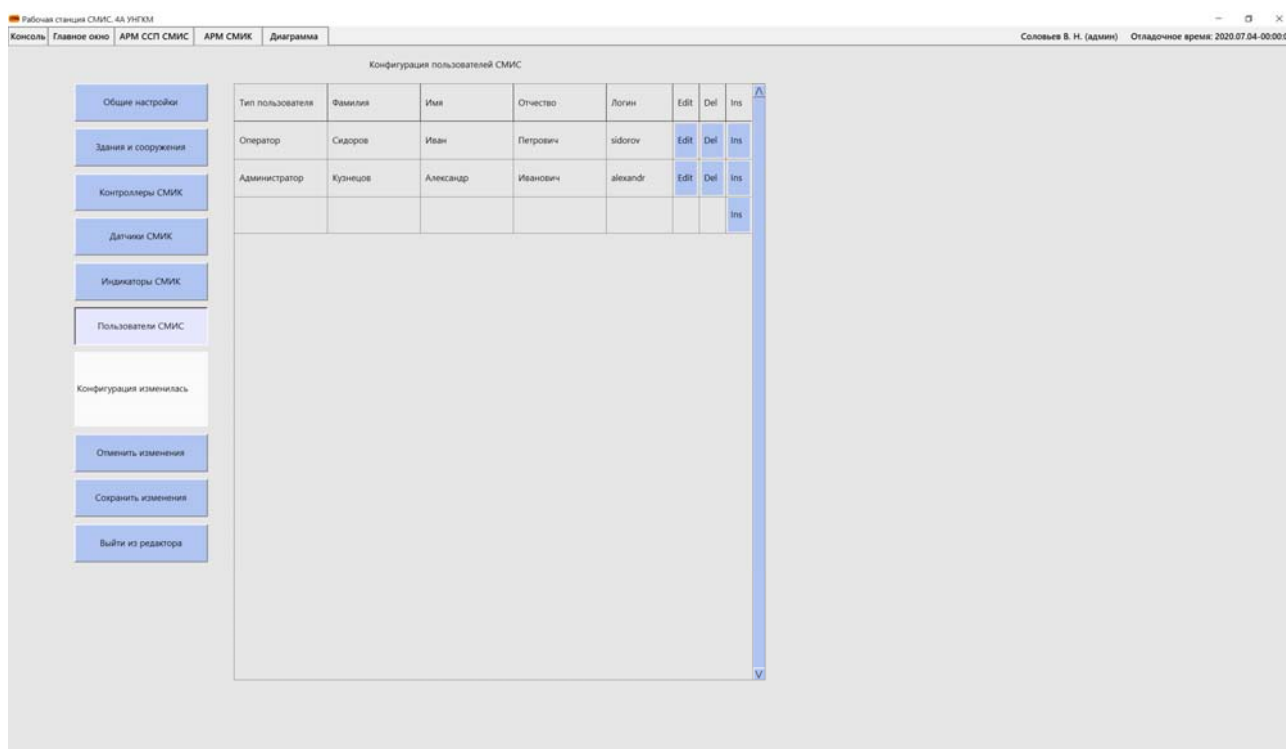 Рабочая станция СМИС. 4А УНГКМ
Консоль Главное окно АРМ ССП СМИС АРМ СМИК Диаграмма Соловьев В. Н. (админ) Отладочное время: 2020.07.04-00:00:0
Конфигурация пользователей СМИС
Общие настройки
Здания и сооружения
Контроллеры СМИК
Датчики СМИК
Индикаторы СМИК
Пользователи СМИС
Конфигурация изменилась
Отменить изменения
Сохранить изменения
Выйти из редактора
Тип пользователя Фамилия Имя Отчество Логин Edit Del Ins
Оператор Сидоров Иван Петрович sidorov Edit Del Ins
Администратор Кузнецов Александр Иванович alexandr Edit Del Ins
Ins